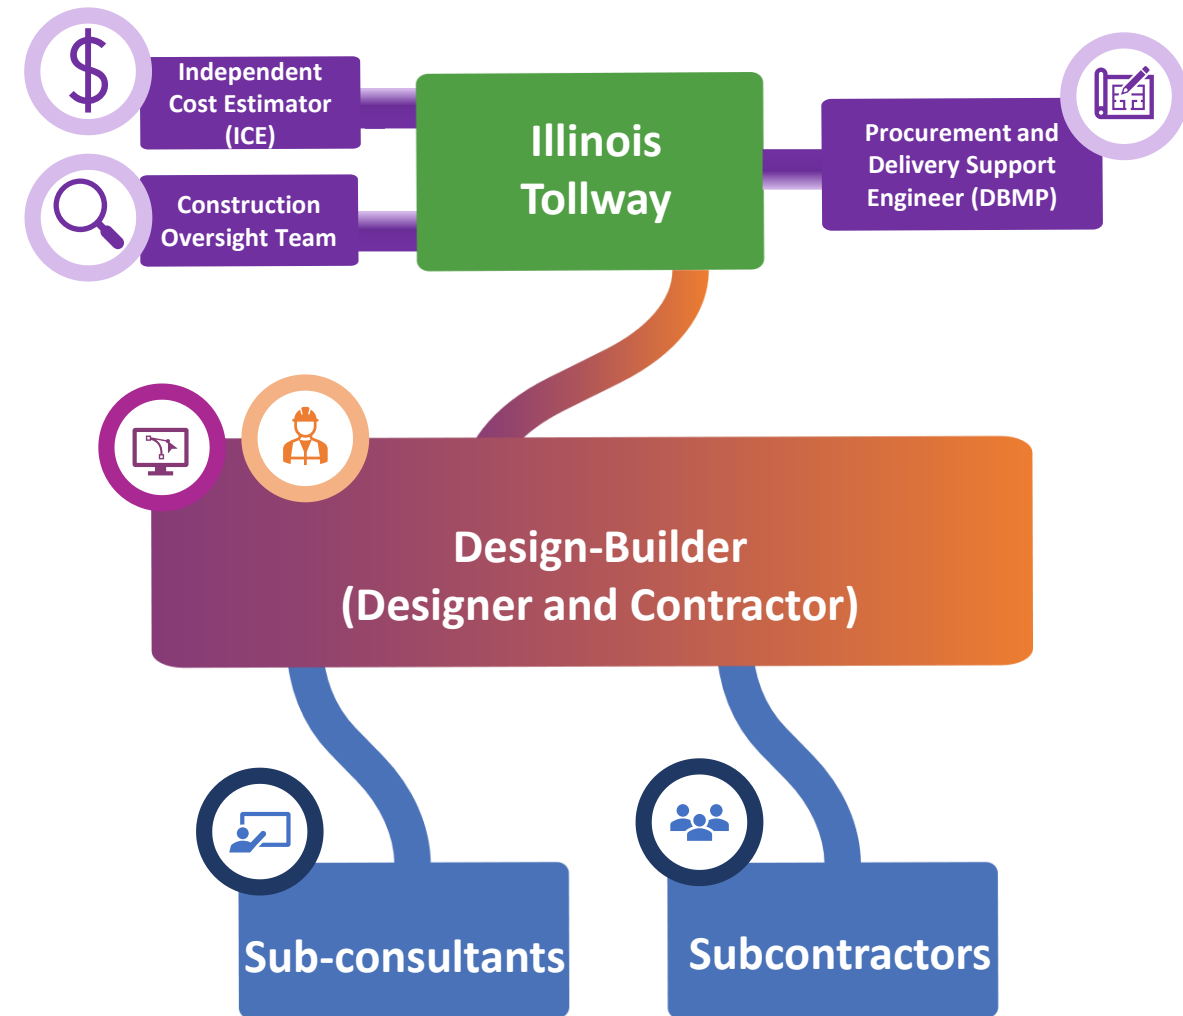 Independent
Cost Estimator
(ICE)
Illinois
Tollway
Procurement and
Delivery Support
Engineer (DBMP)
Construction
Oversight Team
Design-Builder
(Designer and Contractor)
Sub-consultants
Subcontractors